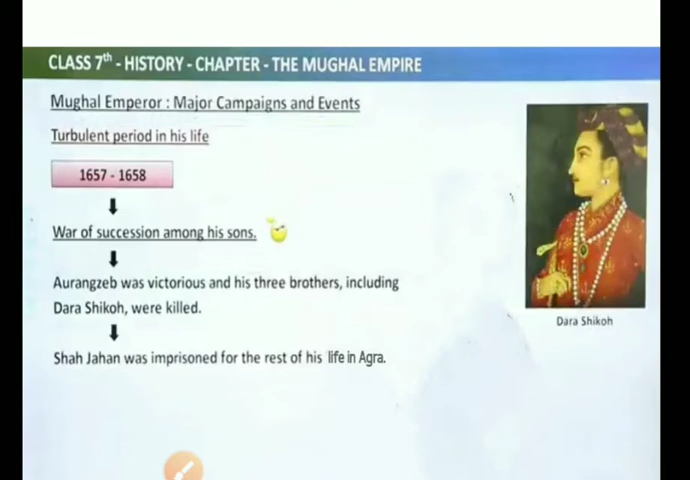 CLASS 7th - HISTORY - CHAPTER - THE MUGHAL EMPIRE
Mughal Emperor : Major Campaigns and Events
Turbulent period in his life
1657 - 1658
War of succession among his sons.
Aurangzeb was victorious and his three brothers, including
Dara Shikoh, were killed.
Shah Jahan was imprisoned for the rest of his life in Agra.
Dara Shikoh